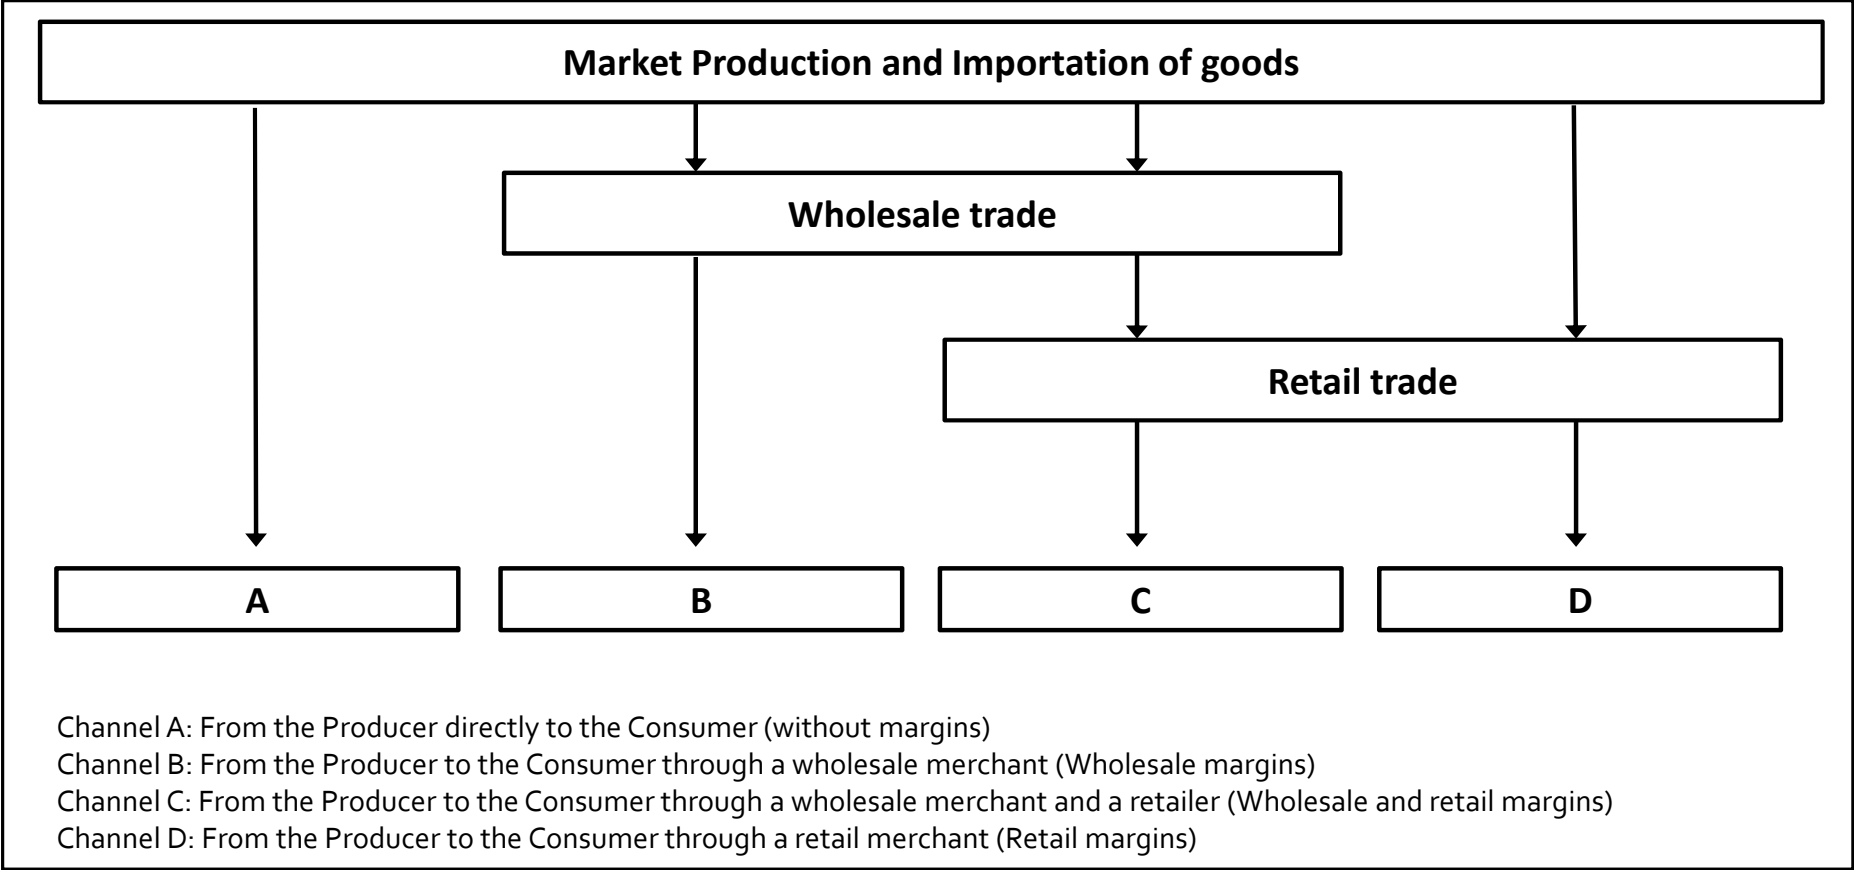 Market Production and Importation of goods
Wholesale trade
Retail trade
A
B
C
D
Channel A: From the Producer directly to the Consumer (without margins)
Channel B: From the Producer to the Consumer through a wholesale merchant (Wholesale margins)
Channel C: From the Producer to the Consumer through a wholesale merchant and a retailer (Wholesale and retail margins)
Channel D: From the Producer to the Consumer through a retail merchant (Retail margins)